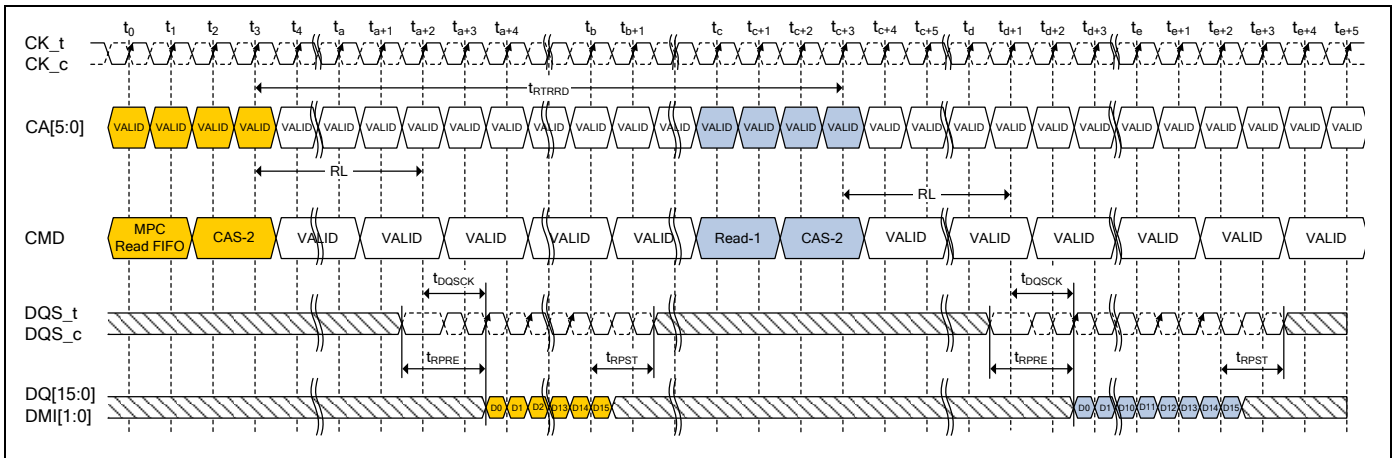 t0 t1 t2 t3 t4 ta ta+1 ta+2 ta+3 ta+4 tb tb+1 tc tc+1 tc+2 tc+3 tc+4 tc+5 td td+1 td+2 td+3 te te+1 te+2 te+3 te+4 te+5
CK_t
CK_c
tRTRRD
CA[5:0] VALID VALID VALID VALID VALID VALID VALID VALID VALID VALID VALID VALID VALID VALID VALID VALID VALID VALID VALID VALID VALID VALID VALID VALID VALID VALID VALID VALID VALID VALID
RL
RL
CMD MPC Read FIFO CAS-2 VALID VALID VALID VALID VALID Read-1 CAS-2 VALID VALID VALID VALID VALID VALID
tDQSCK tDQSCK
DQS_t
DQS_c
tRPRE tRPST tRPRE tRPST
DQ[15:0]
DMI[1:0]
D0 D1 D2 D13 D14 D15 D0 D1 D10 D11 D12 D13 D14 D15